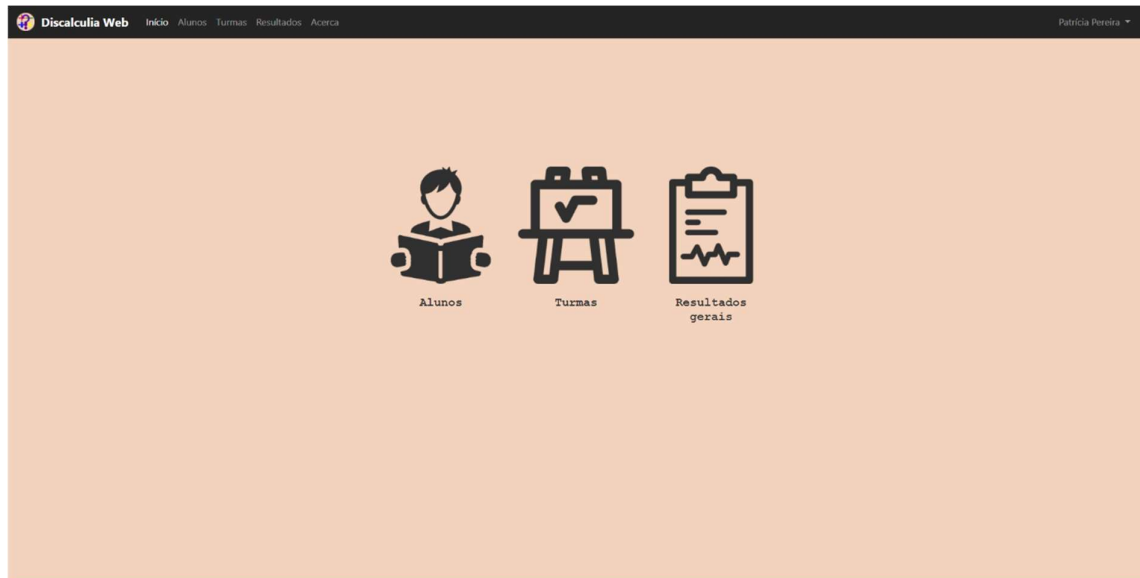 Discalculia Web Início Alunos Turmas Resultados Acerca Patrícia Pereira
Alunos Turmas Resultados
gerais